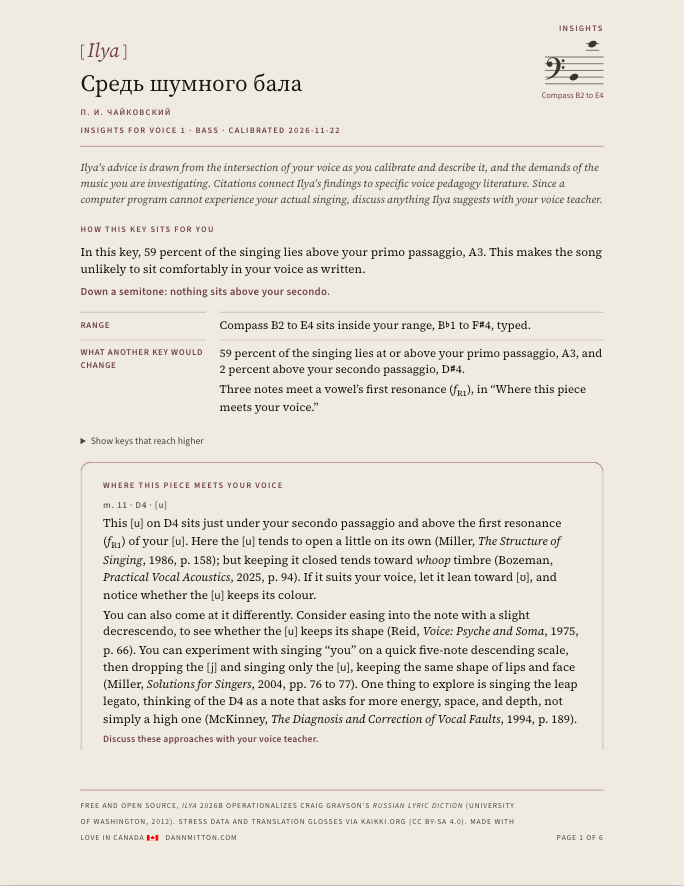 INSIGHTS
[Ilya]
Средь шумного бала
Compass B2 to E4
П. И. ЧАЙКОВСКИЙ
INSIGHTS FOR VOICE 1 · BASS · CALIBRATED 2026-11-22
Ilya's advice is drawn from the intersection of your voice as you calibrate and describe it, and the demands of the
music you are investigating. Citations connect Ilya's findings to specific voice pedagogy literature. Since a
computer program cannot experience your actual singing, discuss anything Ilya suggests with your voice teacher.
HOW THIS KEY SITS FOR YOU
In this key, 59 percent of the singing lies above your primo passaggio, A3. This makes the song
unlikely to sit comfortably in your voice as written.
Down a semitone: nothing sits above your secondo.
RANGE
Compass B2 to E4 sits inside your range, B♭1 to F♯4, typed.
WHAT ANOTHER KEY WOULD
CHANGE
59 percent of the singing lies at or above your primo passaggio, A3, and
2 percent above your secondo passaggio, D♯4.
Three notes meet a vowel's first resonance (fR1), in “Where this piece
meets your voice.”
▶ Show keys that reach higher
WHERE THIS PIECE MEETS YOUR VOICE
m. 11 · D4 · [u]
This [u] on D4 sits just under your secondo passaggio and above the first resonance
(fR1) of your [u]. Here the [u] tends to open a little on its own (Miller, The Structure of
Singing, 1986, p. 158); but keeping it closed tends toward whoop timbre (Bozeman,
Practical Vocal Acoustics, 2025, p. 94). If it suits your voice, let it lean toward [ʊ], and
notice whether the [u] keeps its colour.
You can also come at it differently. Consider easing into the note with a slight
decrescendo, to see whether the [u] keeps its shape (Reid, Voice: Psyche and Soma, 1975,
p. 66). You can experiment with singing “you” on a quick five-note descending scale,
then dropping the [j] and singing only the [u], keeping the same shape of lips and face
(Miller, Solutions for Singers, 2004, pp. 76 to 77). One thing to explore is singing the leap
legato, thinking of the D4 as a note that asks for more energy, space, and depth, not
simply a high one (McKinney, The Diagnosis and Correction of Vocal Faults, 1994, p. 189).
Discuss these approaches with your voice teacher.
FREE AND OPEN SOURCE, ILYA 2026B OPERATIONALIZES CRAIG GRAYSON'S RUSSIAN LYRIC DICTION (UNIVERSITY
OF WASHINGTON, 2012). STRESS DATA AND TRANSLATION GLOSSES VIA KAIKKI.ORG (CC BY-SA 4.0). MADE WITH
LOVE IN CANADA 🇨🇦 DANNMITTON.COM
PAGE 1 OF 6